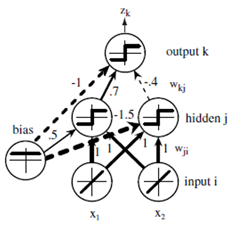 z_k
output k
-1
.7
-.4
w_kj
bias
.5
-1.5
hidden j
1
1
1
1
w_ji
input i
x_1
x_2